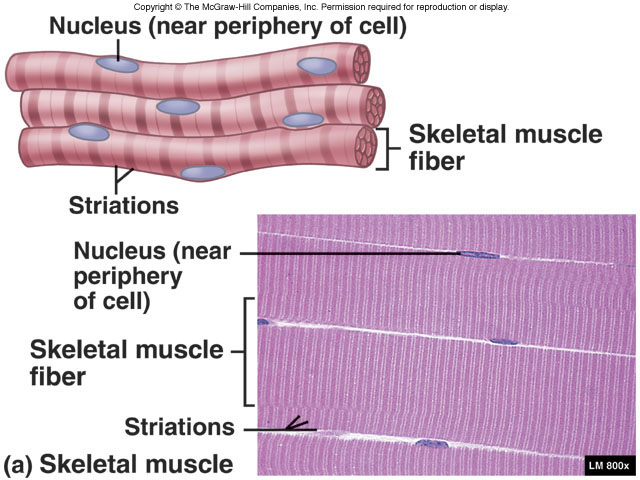 Copyright © The McGraw-Hill Companies, Inc. Permission required for reproduction or display.
Nucleus (near periphery of cell)
Skeletal muscle
fiber
Striations
Nucleus (near
periphery
of cell)
Skeletal muscle
fiber
Striations
(a) Skeletal muscle
LM 800x